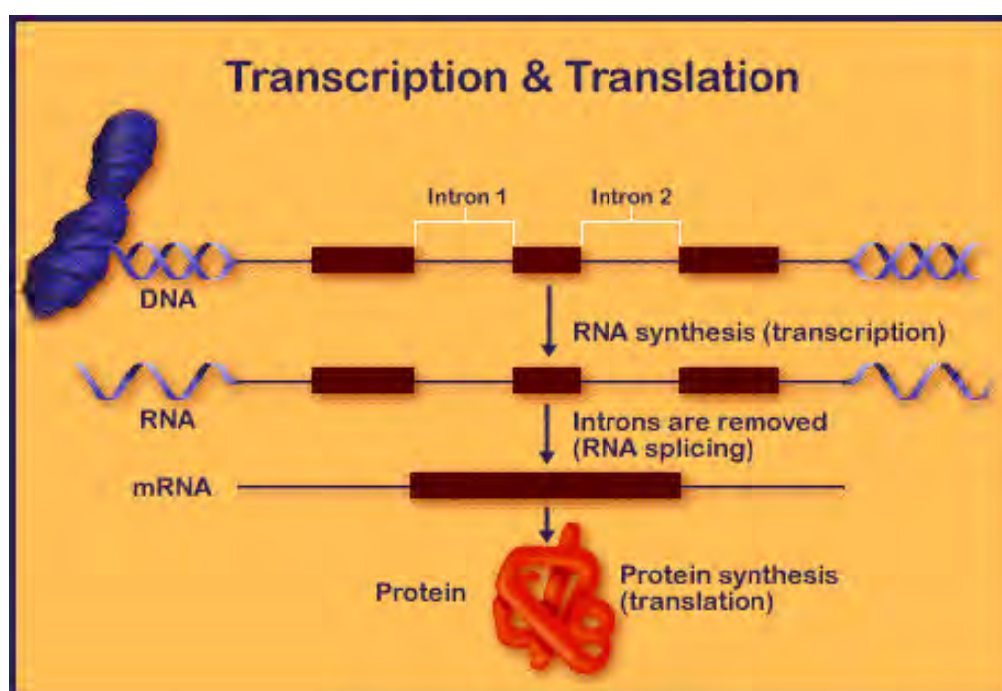 Transcription & Translation
Intron 1
Intron 2
DNA
RNA synthesis (transcription)
RNA
Introns are removed
(RNA splicing)
mRNA
Protein
Protein synthesis
(translation)